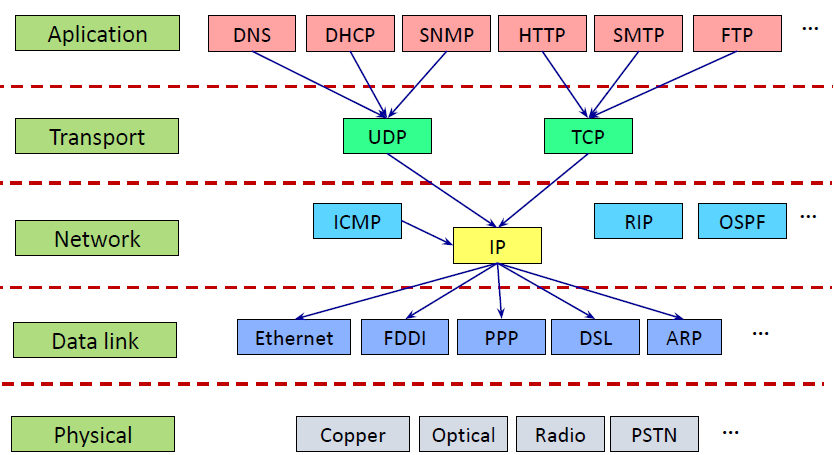 Aplication DNS DHCP SNMP HTTP SMTP FTP ...
Transport UDP TCP
Network ICMP IP RIP OSPF ...
Data link Ethernet FDDI PPP DSL ARP ...
Physical Copper Optical Radio PSTN ...